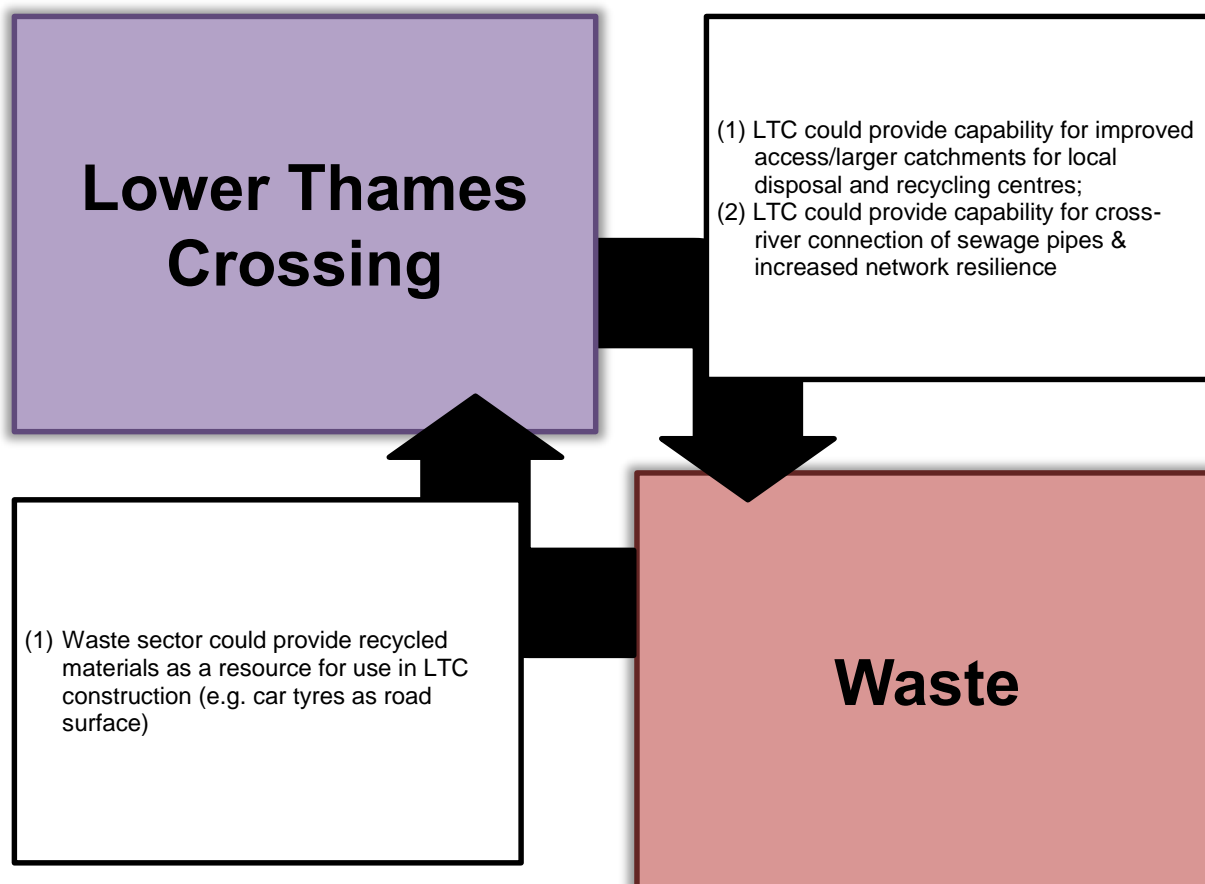 Lower Thames
Crossing
(1) LTC could provide capability for improved
access/larger catchments for local
disposal and recycling centres;
(2) LTC could provide capability for cross-
river connection of sewage pipes &
increased network resilience
(1) Waste sector could provide recycled
materials as a resource for use in LTC
construction (e.g. car tyres as road
surface)
Waste